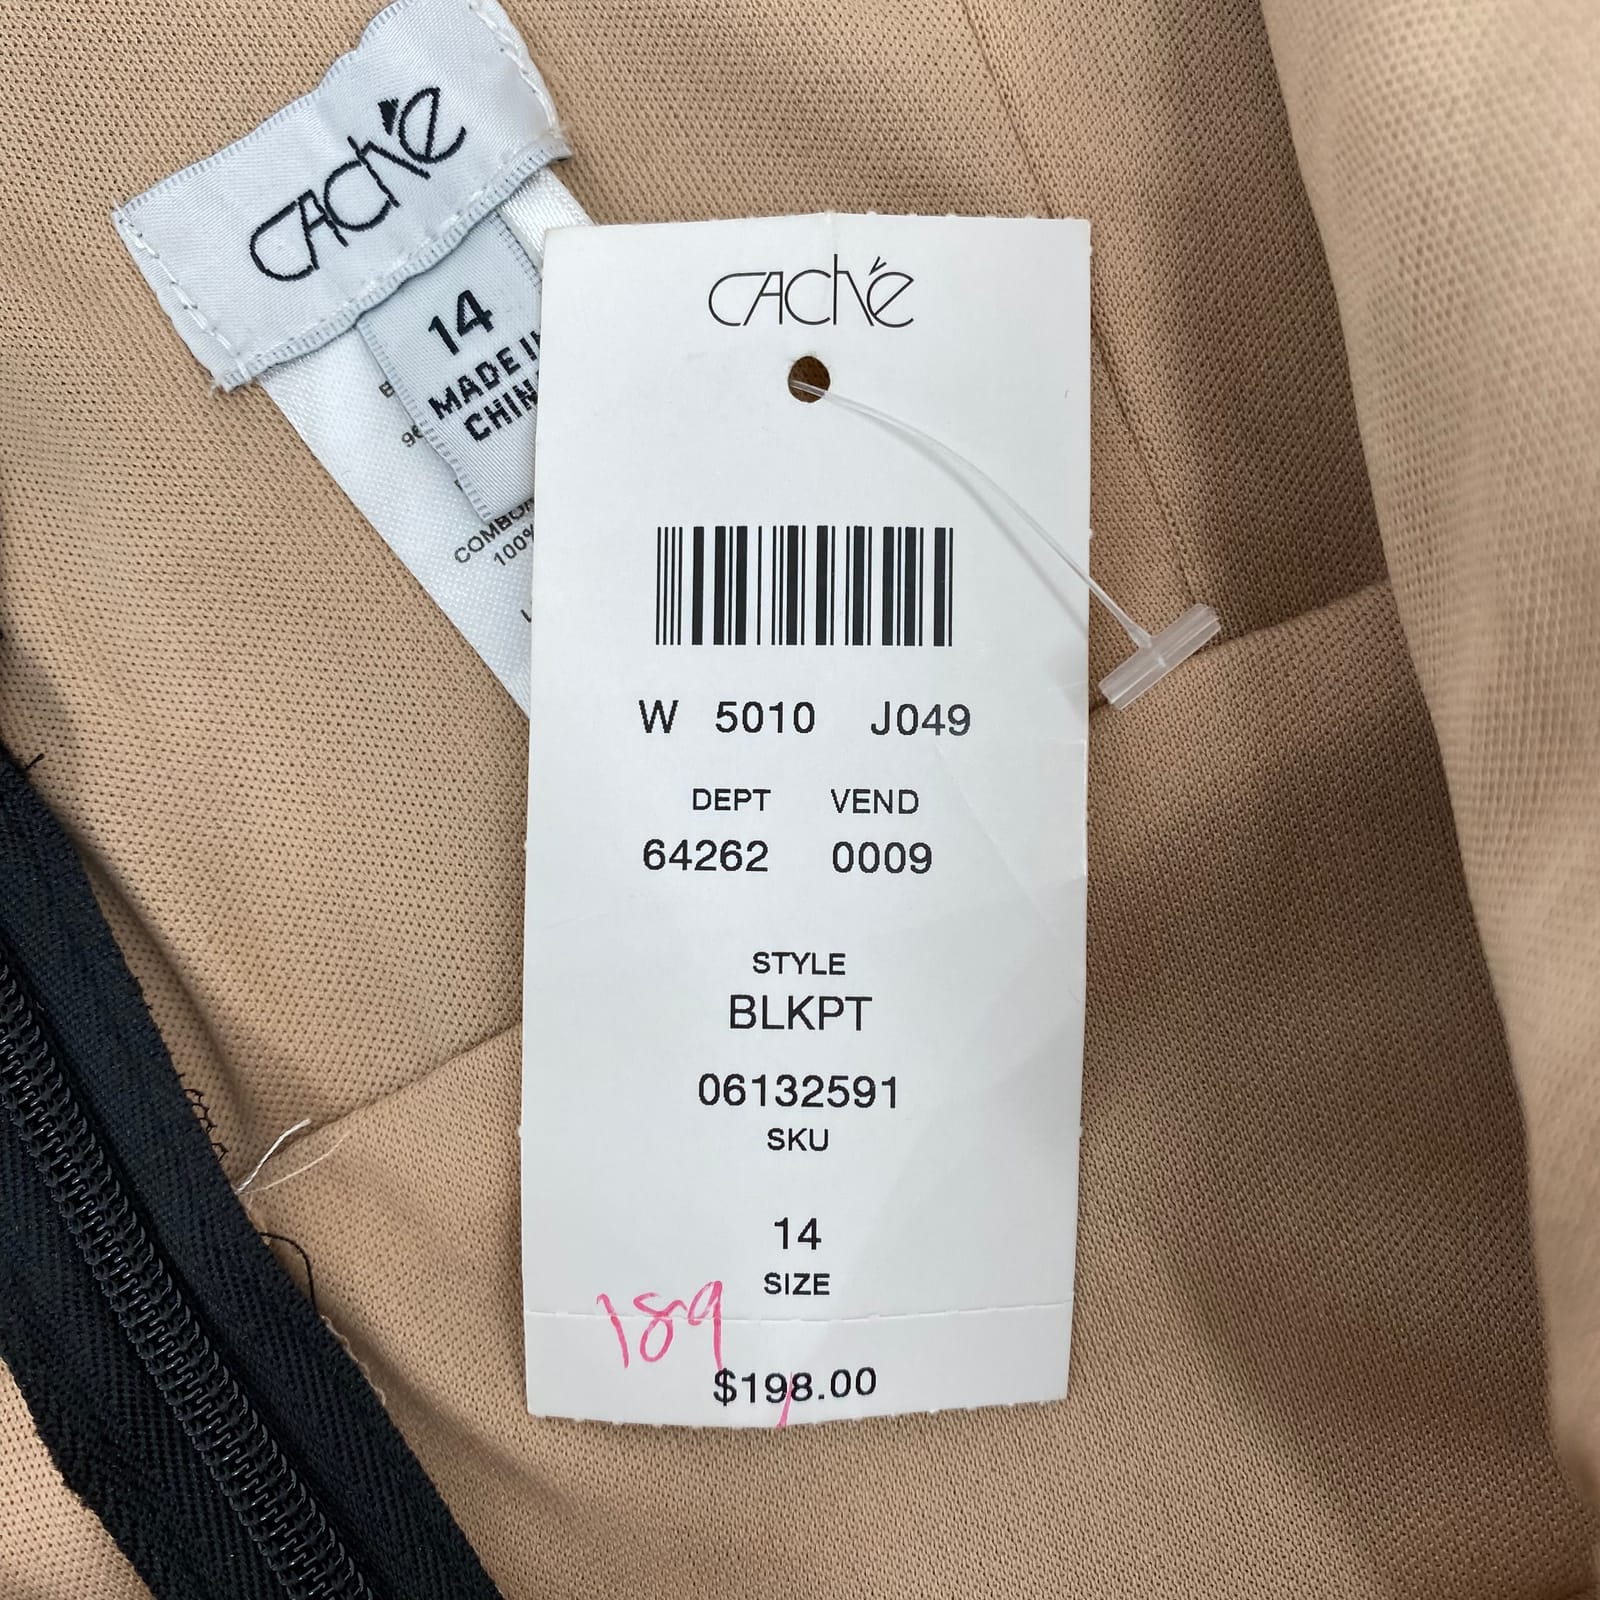 CACHÉ
14
MADE IN
CHIN
COMBO
100%
CACHÉ
W 5010 J049
DEPT VEND
64262 0009
STYLE
BLKPT
06132591
SKU
14
SIZE
189
$198.00